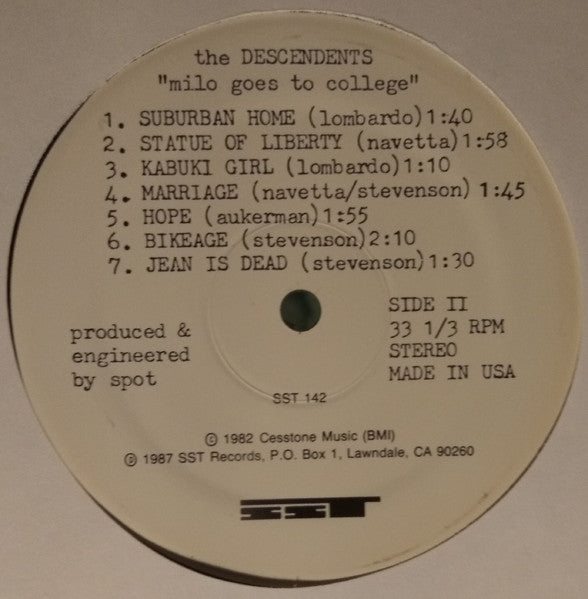 the DESCENDENTS
"milo goes to college"
1. SUBURBAN HOME (lombardo)1:40
2. STATUE OF LIBERTY (navetta)1:58
3. KABUKI GIRL (lombardo)1:10
4. MARRIAGE (navetta/stevenson) 1:45
5. HOPE (aukerman)1:55
6. BIKEAGE (stevenson)2:10
7. JEAN IS DEAD (stevenson)1:30
produced &
engineered
by spot
SIDE II
33 1/3 RPM
STEREO
MADE IN USA
SST 142
© 1982 Cesstone Music (BMI)
℗ 1987 SST Records, P.O. Box 1, Lawndale, CA 90260
SST